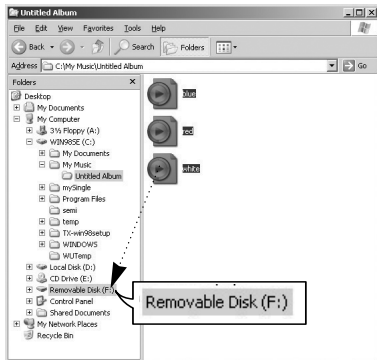 Untitled Album
File Edit View Favorites Tools Help
Back Search Folders
Address C:\My Music\Untitled Album Go
Folders
Desktop
My Documents
My Computer
3½ Floppy (A:)
WIN98SE (C:)
My Documents
My Music
Untitled Album
mySingle
Program Files
semi
temp
TX-win98setup
WINDOWS
WUTemp
Local Disk (D:)
CD Drive (E:)
Removable Disk (F:)
Control Panel
Shared Documents
My Network Places
Recycle Bin
blue
red
white
Removable Disk (F:)